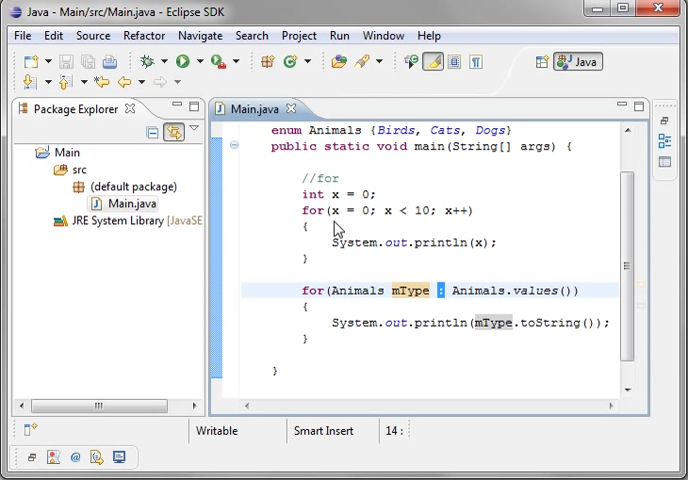 Java - Main/src/Main.java - Eclipse SDK
File Edit Source Refactor Navigate Search Project Run Window Help
Java
Package Explorer
Main.java
Main
src
(default package)
Main.java
JRE System Library [JavaSE
enum Animals {Birds, Cats, Dogs}
public static void main(String[] args) {
//for
int x = 0;
for(x = 0; x < 10; x++)
{
System.out.println(x);
}
for(Animals mType : Animals.values())
{
System.out.println(mType.toString());
}
}
Writable Smart Insert 14 :